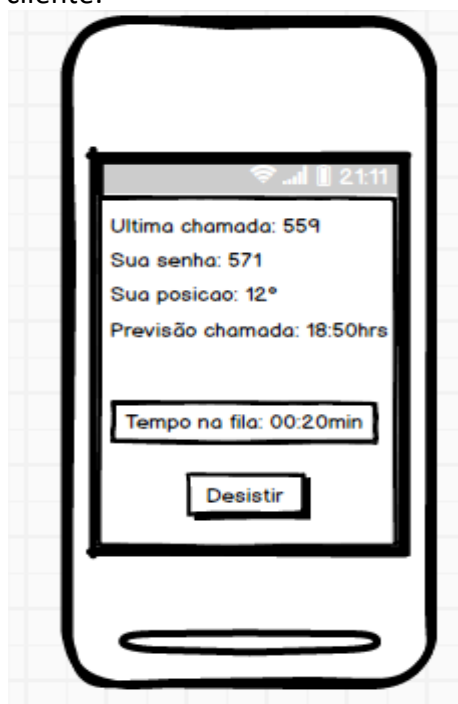 cliente.
21:11
Ultima chamada: 559
Sua senha: 571
Sua posicao: 12°
Previsão chamada: 18:50hrs
Tempo na fila: 00:20min
Desistir